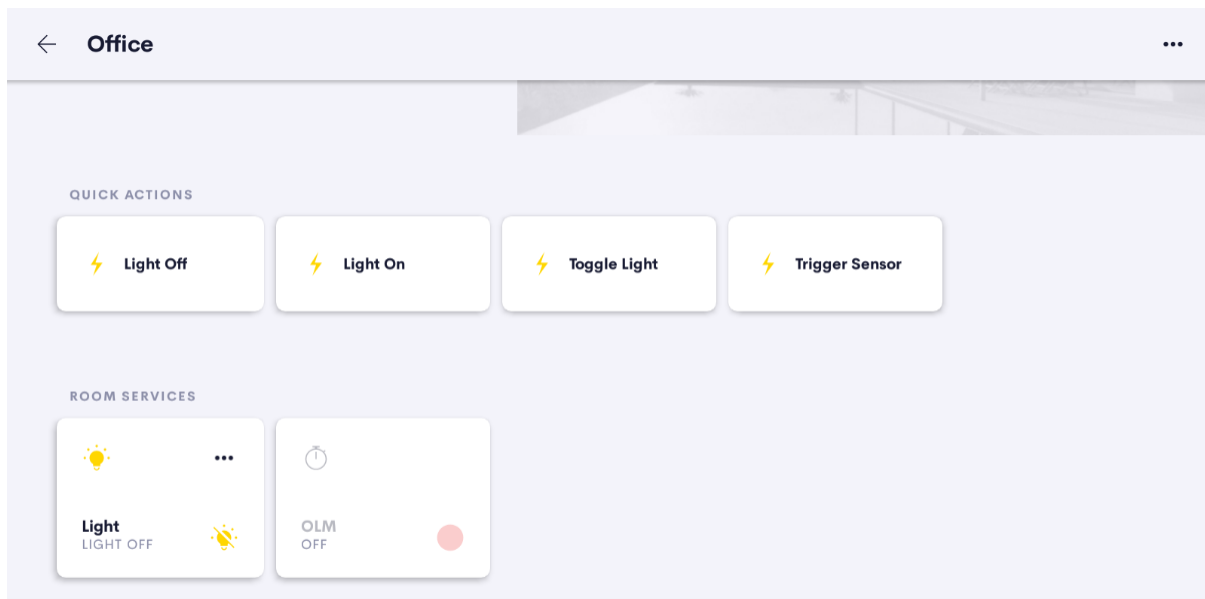 Office
QUICK ACTIONS
Light Off
Light On
Toggle Light
Trigger Sensor
ROOM SERVICES
Light
LIGHT OFF
OLM
OFF